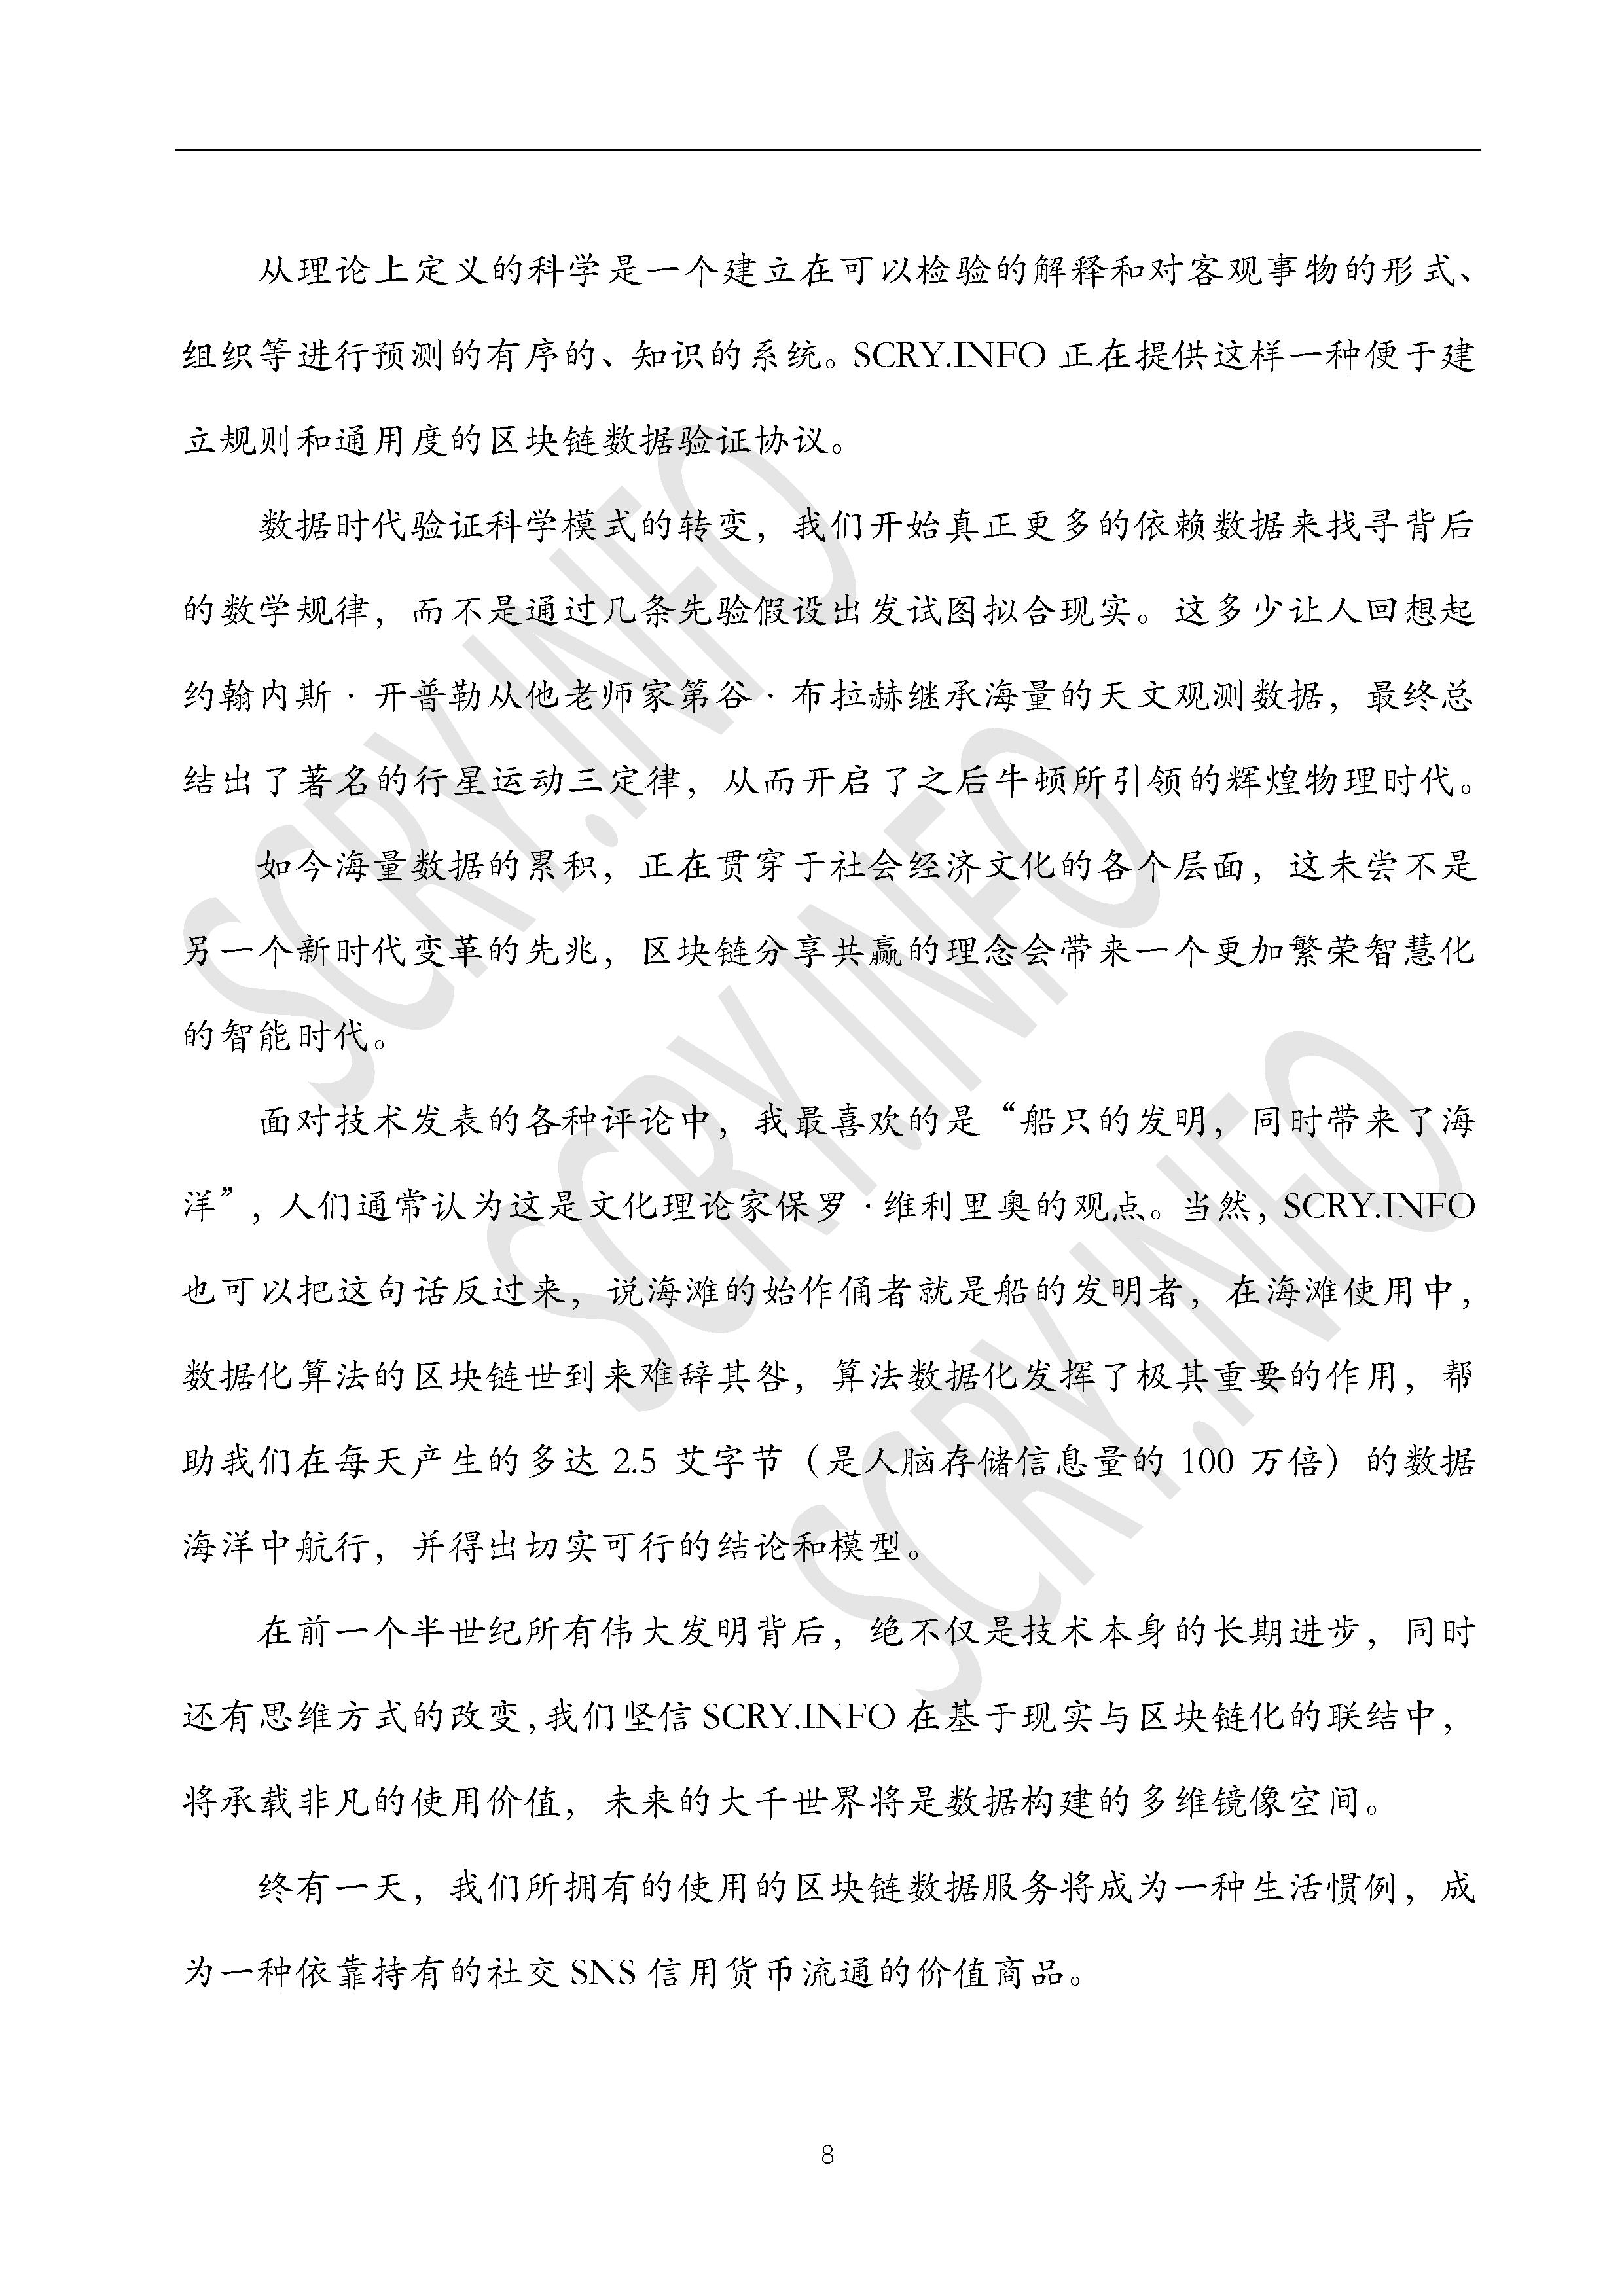 从理论上定义的科学是一个建立在可以检验的解释和对客观事物的形式、
组织等进行预测的有序的、知识的系统。SCRY.INFO 正在提供这样一种便于建
立规则和通用度的区块链数据验证协议。
数据时代验证科学模式的转变，我们开始真正更多的依赖数据来找寻背后
的数学规律，而不是通过几条先验假设出发试图拟合现实。这多少让人回想起
约翰内斯·开普勒从他老师家第谷·布拉赫继承海量的天文观测数据，最终总
结出了著名的行星运动三定律，从而开启了之后牛顿所引领的辉煌物理时代。
如今海量数据的累积，正在贯穿于社会经济文化的各个层面，这未尝不是
另一个新时代变革的先兆，区块链分享共赢的理念会带来一个更加繁荣智慧化
的智能时代。
面对技术发表的各种评论中，我最喜欢的是“船只的发明，同时带来了海
洋”，人们通常认为这是文化理论家保罗·维利里奥的观点。当然，SCRY.INFO
也可以把这句话反过来，说海滩的始作俑者就是船的发明者，在海滩使用中，
数据化算法的区块链世到来难辞其咎，算法数据化发挥了极其重要的作用，帮
助我们在每天产生的多达 2.5 艾字节（是人脑存储信息量的 100 万倍）的数据
海洋中航行，并得出切实可行的结论和模型。
在前一个半世纪所有伟大发明背后，绝不仅是技术本身的长期进步，同时
还有思维方式的改变,我们坚信 SCRY.INFO 在基于现实与区块链化的联结中，
将承载非凡的使用价值，未来的大千世界将是数据构建的多维镜像空间。
终有一天，我们所拥有的使用的区块链数据服务将成为一种生活惯例，成
为一种依靠持有的社交 SNS 信用货币流通的价值商品。
SCRY.INFO
SCRY.INFO
SCRY.INFO
8